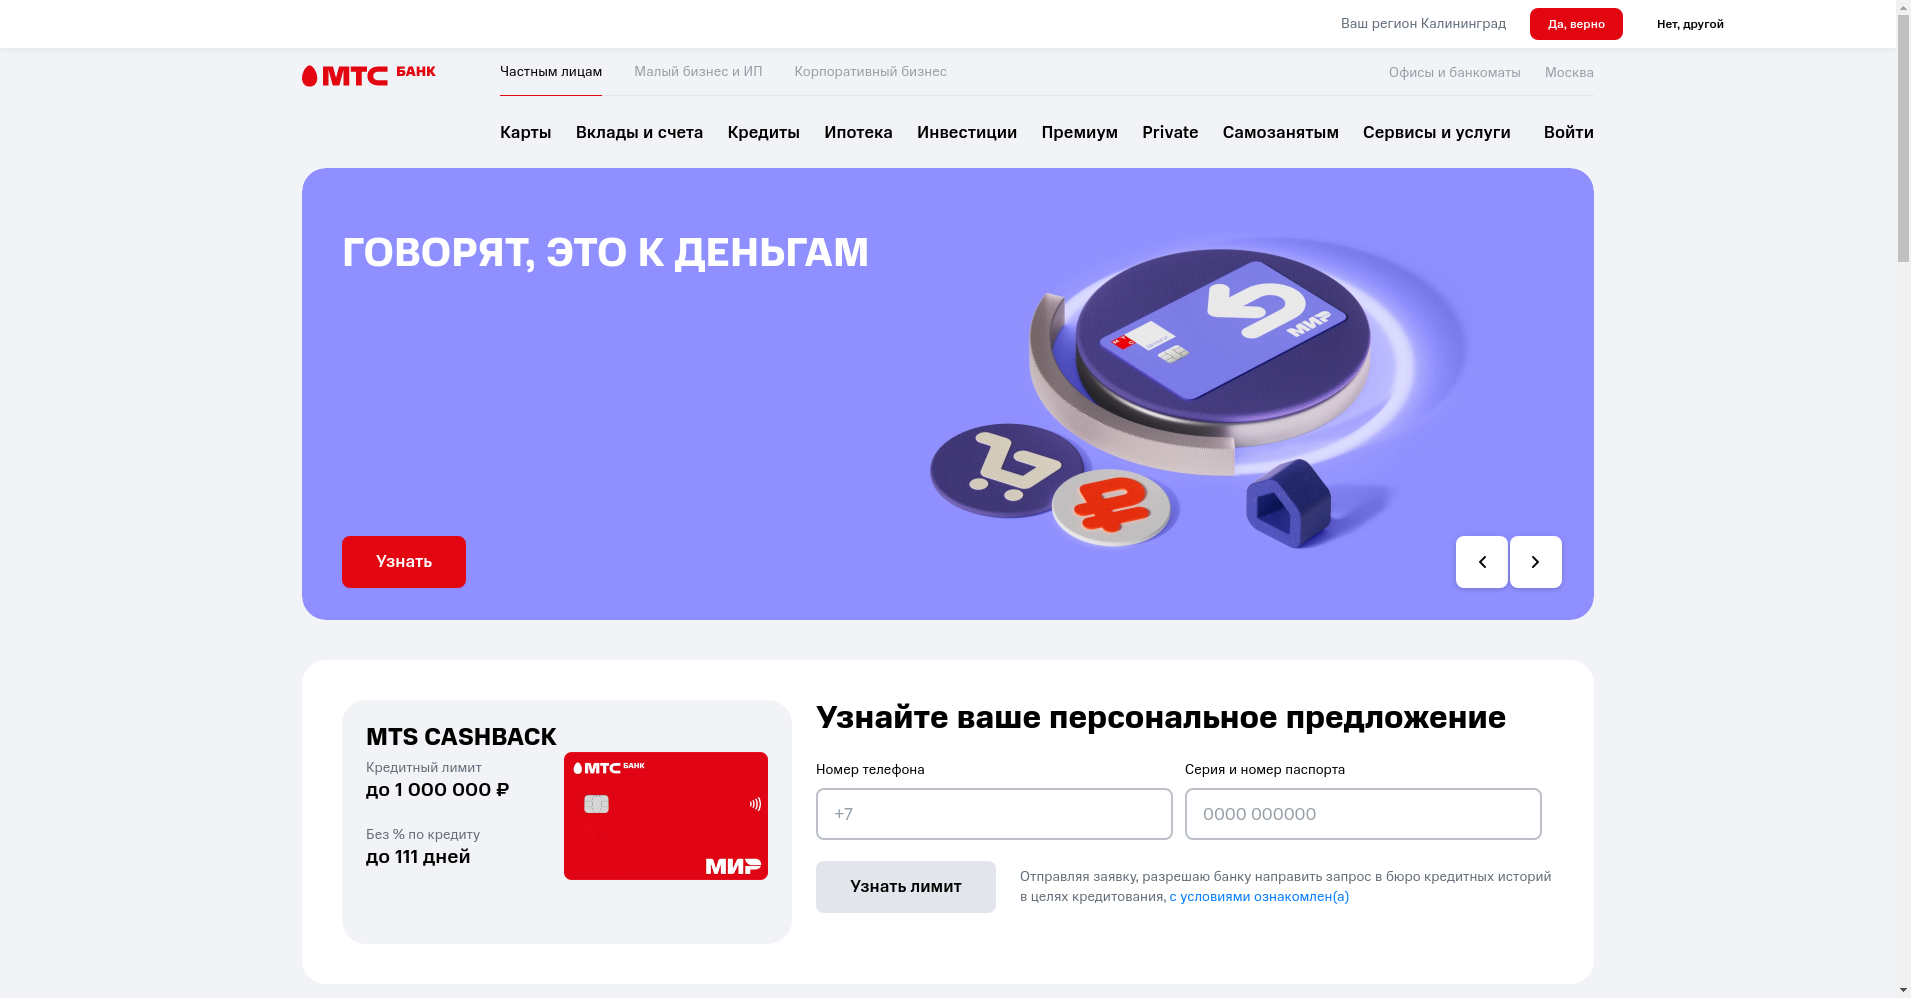 Ваш регион Калининград
Да, верно
Нет, другой
МТС БАНК
Частным лицам
Малый бизнес и ИП
Корпоративный бизнес
Офисы и банкоматы
Москва
Карты
Вклады и счета
Кредиты
Ипотека
Инвестиции
Премиум
Private
Самозанятым
Сервисы и услуги
Войти
ГОВОРЯТ, ЭТО К ДЕНЬГАМ
МИР
Узнать
MTS CASHBACK
Кредитный лимит
до 1 000 000 ₽
Без % по кредиту
до 111 дней
МТС БАНК
МИР
Узнайте ваше персональное предложение
Номер телефона
Серия и номер паспорта
+7
0000 000000
Узнать лимит
Отправляя заявку, разрешаю банку направить запрос в бюро кредитных историй
в целях кредитования, с условиями ознакомлен(а)